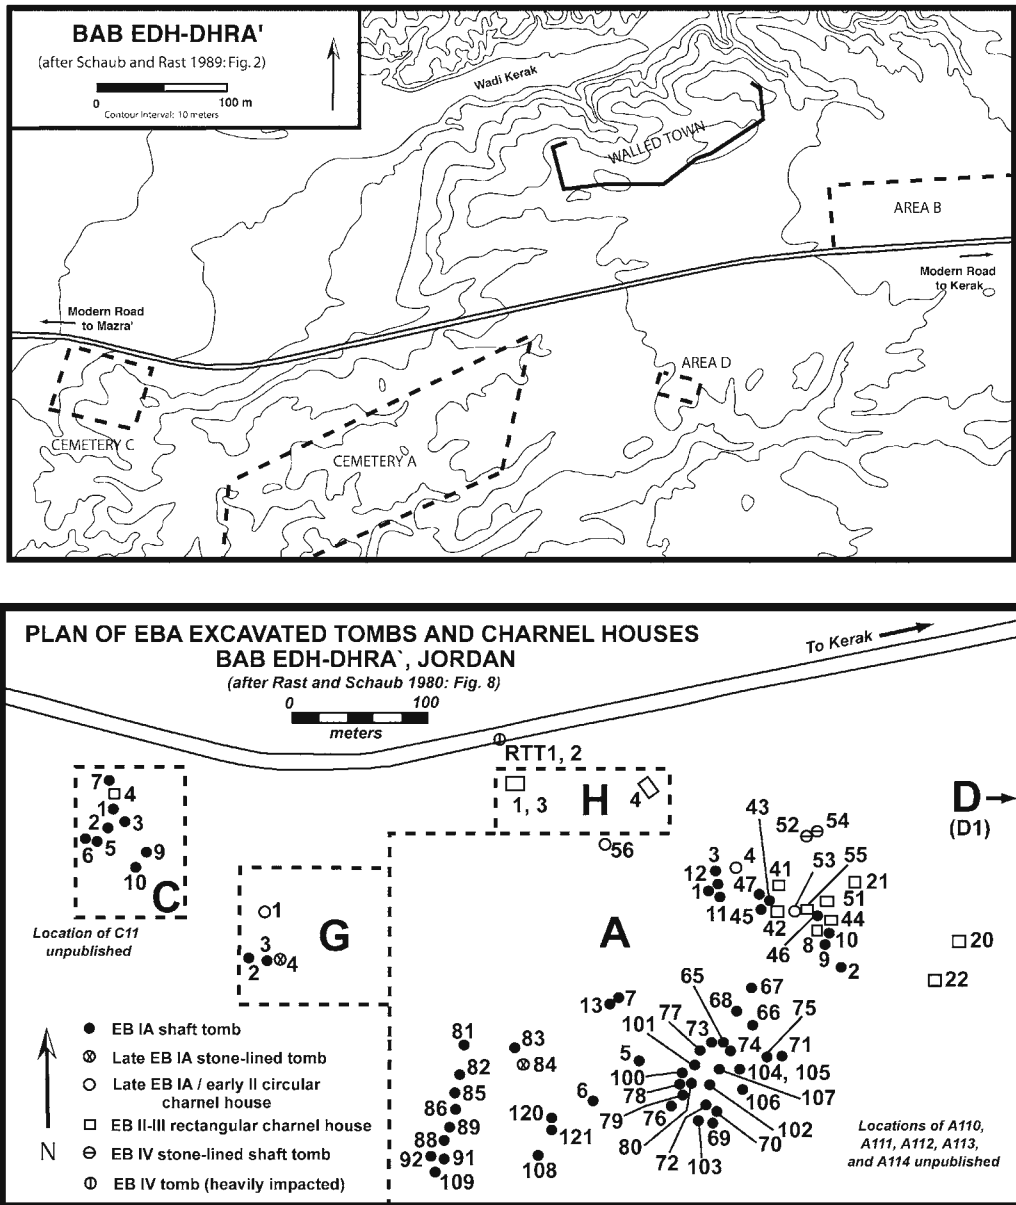 BAB EDH-DHRA'
(after Schaub and Rast 1989: Fig. 2)
0 100 m
Contour Interval: 10 meters
Wadi Kerak
WALLED TOWN
AREA B
Modern Road
to Kerak
Modern Road
to Mazra'
AREA D
CEMETERY C
CEMETERY A
PLAN OF EBA EXCAVATED TOMBS AND CHARNEL HOUSES
BAB EDH-DHRA`, JORDAN
(after Rast and Schaub 1980: Fig. 8)
0 100
meters
To Kerak
RTT1, 2
7
4
1
2
3
6
5
9
10
C
Location of C11
unpublished
1
G
3
2
4
H
1, 3
4
56
D
(D1)
A
43
52
54
3
4
41
53
55
12
21
1
47
51
11
45
42
44
46
8
10
9
2
20
22
65
67
13
7
77
68
66
75
101
73
81
83
74
71
5
82
84
100
104, 105
85
78
6
106
107
86
79
120
76
102
89
80
121
88
70
69
92
91
108
72
103
109
N
EB IA shaft tomb
Late EB IA stone-lined tomb
Late EB IA / early II circular
charnel house
EB II-III rectangular charnel house
EB IV stone-lined shaft tomb
EB IV tomb (heavily impacted)
Locations of A110,
A111, A112, A113,
and A114 unpublished